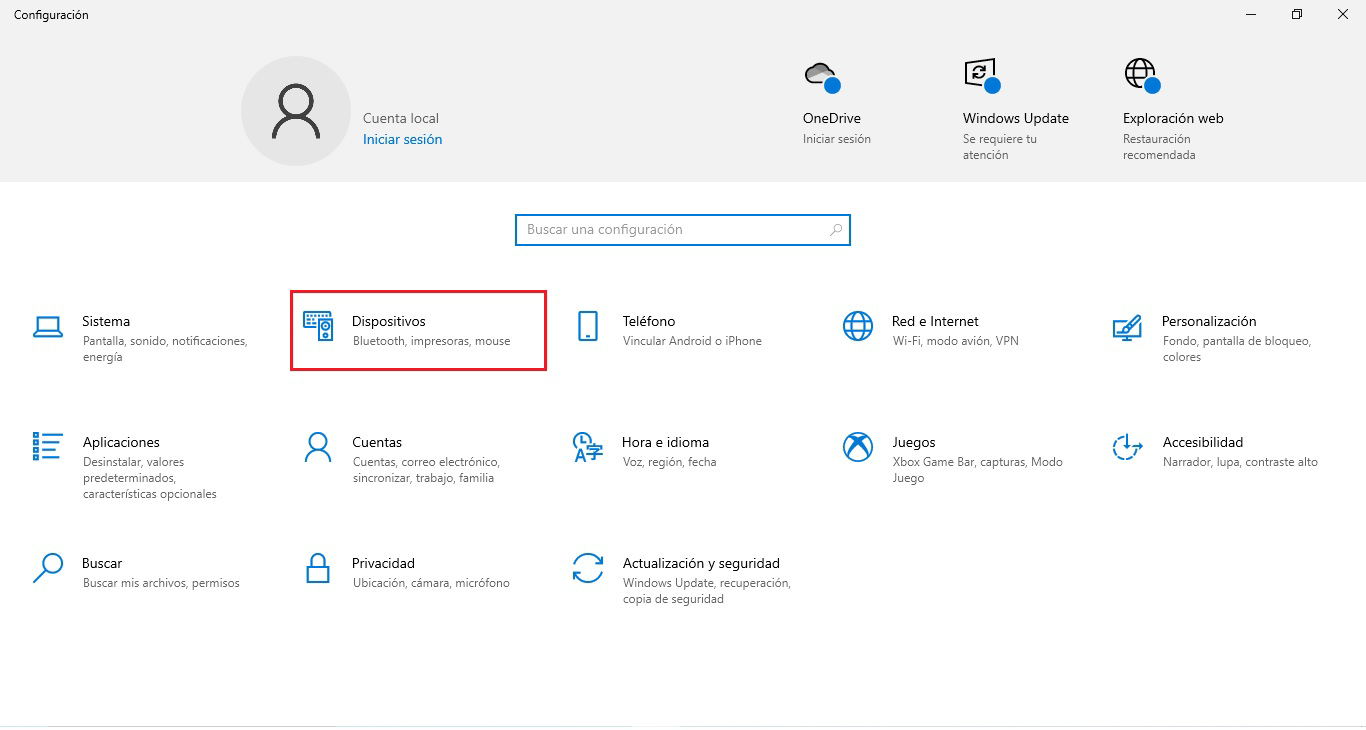 Configuración
Cuenta local
Iniciar sesión
OneDrive
Iniciar sesión
Windows Update
Se requiere tu
atención
Exploración web
Restauración
recomendada
Buscar una configuración
Sistema
Pantalla, sonido, notificaciones,
energía
Dispositivos
Bluetooth, impresoras, mouse
Teléfono
Vincular Android o iPhone
Red e Internet
Wi-Fi, modo avión, VPN
Personalización
Fondo, pantalla de bloqueo,
colores
Aplicaciones
Desinstalar, valores
predeterminados,
características opcionales
Cuentas
Cuentas, correo electrónico,
sincronizar, trabajo, familia
Hora e idioma
Voz, región, fecha
Juegos
Xbox Game Bar, capturas, Modo
Juego
Accesibilidad
Narrador, lupa, contraste alto
Buscar
Buscar mis archivos, permisos
Privacidad
Ubicación, cámara, micrófono
Actualización y seguridad
Windows Update, recuperación,
copia de seguridad